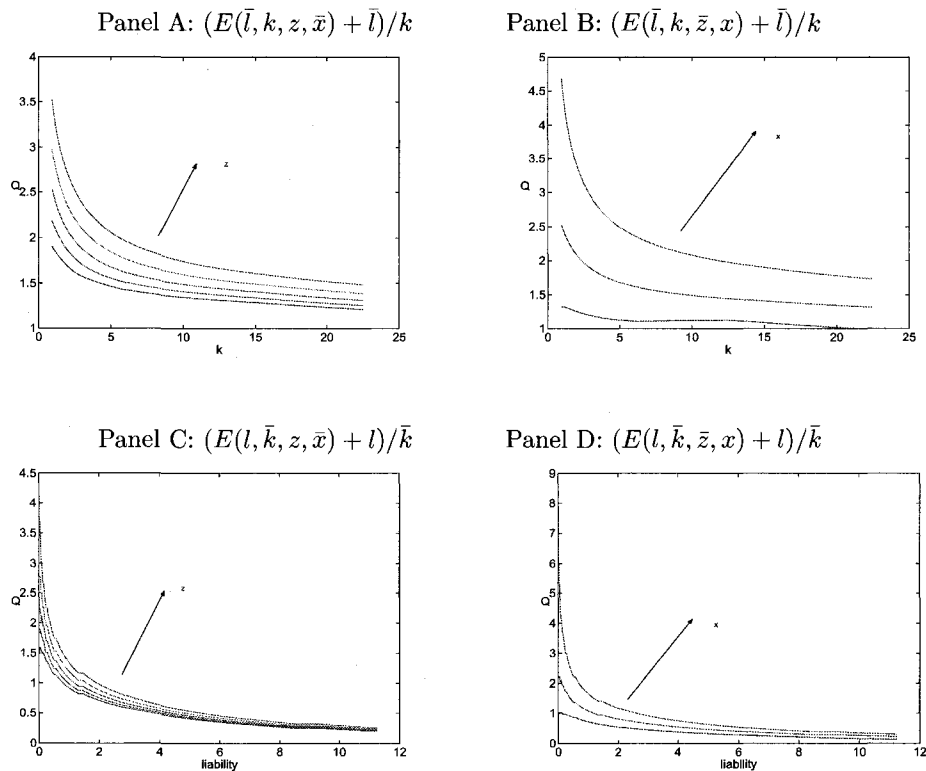 Panel A: (E(l̄, k, z, x̄) + l̄)/k
4
3.5
3
2.5
Q
2
1.5
1
z
0 5 10 15 20 25
k
Panel B: (E(l̄, k, z̄, x) + l̄)/k
5
4.5
4
3.5
3
Q
2.5
2
1.5
1
x
0 5 10 15 20 25
k
Panel C: (E(l, k̄, z, x̄) + l)/k̄
4.5
4
3.5
3
2.5
Q
2
1.5
1
0.5
0
z
0 2 4 6 8 10 12
liability
Panel D: (E(l, k̄, z̄, x) + l)/k̄
9
8
7
6
5
Q
4
3
2
1
0
x
0 2 4 6 8 10 12
liability